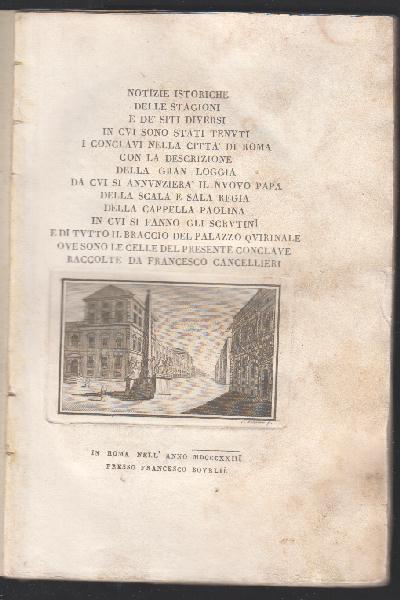 NOTIZIE ISTORICHE
DELLE STAGIONI
E DE' SITI DIVERSI
IN CVI SONO STATI TENVTI
I CONCLAVI NELLA CITTA' DI ROMA
CON LA DESCRIZIONE
DELLA GRAN LOGGIA
DA CVI SI ANNVNZIERA' IL NVOVO PAPA
DELLA SCALA E SALA REGIA
DELLA CAPPELLA PAOLINA
IN CVI SI FANNO GLI SCRVTINÎ
E DI TVTTO IL BRACCIO DEL PALAZZO QVIRINALE
OVE SONO LE CELLE DEL PRESENTE CONCLAVE
RACCOLTE DA FRANCESCO CANCELLIERI
IN ROMA NELL' ANNO MDCCCXXIII
PRESSO FRANCESCO BOVRLIÈ